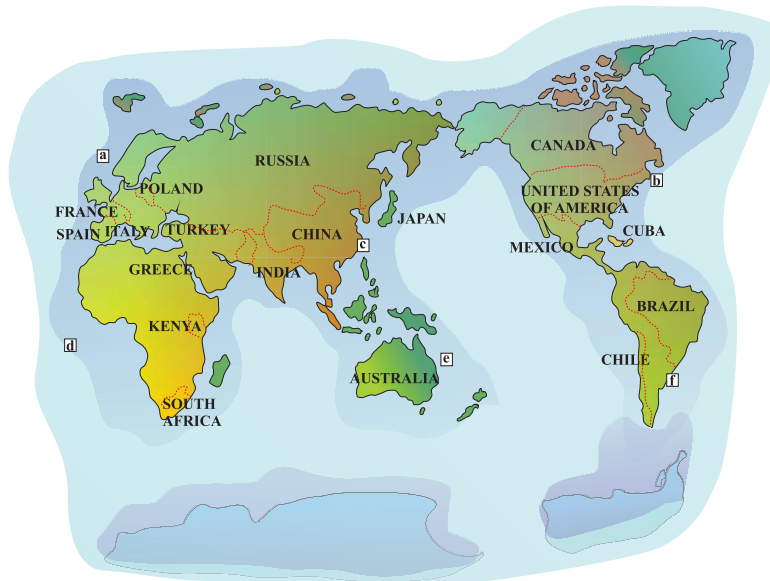 CANADA
a
RUSSIA
b
POLAND
UNITED STATES
OF AMERICA
FRANCE
JAPAN
SPAIN
ITALY
TURKEY
CHINA
c
CUBA
MEXICO
GREECE
INDIA
BRAZIL
KENYA
d
e
CHILE
AUSTRALIA
f
SOUTH
AFRICA